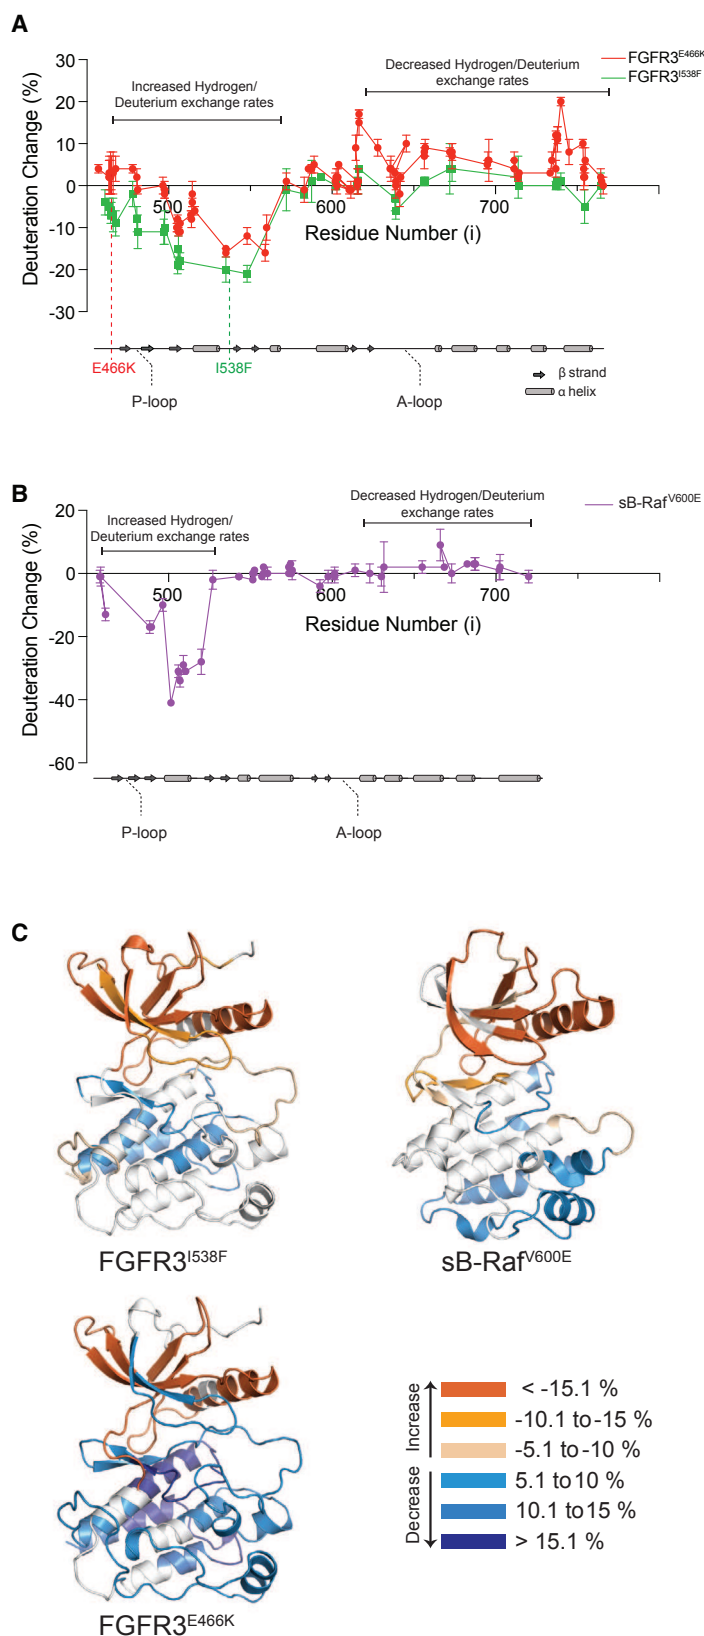 A
Deuteration Change (%)
30
20
10
0
-10
-20
-30
Increased Hydrogen/
Deuterium exchange rates
Decreased Hydrogen/Deuterium
exchange rates
FGFR3E466K
FGFR3I538F
500
600
700
Residue Number (i)
E466K
I538F
P-loop
A-loop
β strand
α helix
B
Deuteration Change (%)
20
0
-20
-40
-60
Increased Hydrogen/
Deuterium exchange rates
Decreased Hydrogen/Deuterium
exchange rates
sB-RafV600E
500
600
700
Residue Number (i)
P-loop
A-loop
C
FGFR3I538F
sB-RafV600E
FGFR3E466K
Increase
Decrease
< -15.1 %
-10.1 to -15 %
-5.1 to -10 %
5.1 to 10 %
10.1 to 15 %
> 15.1 %